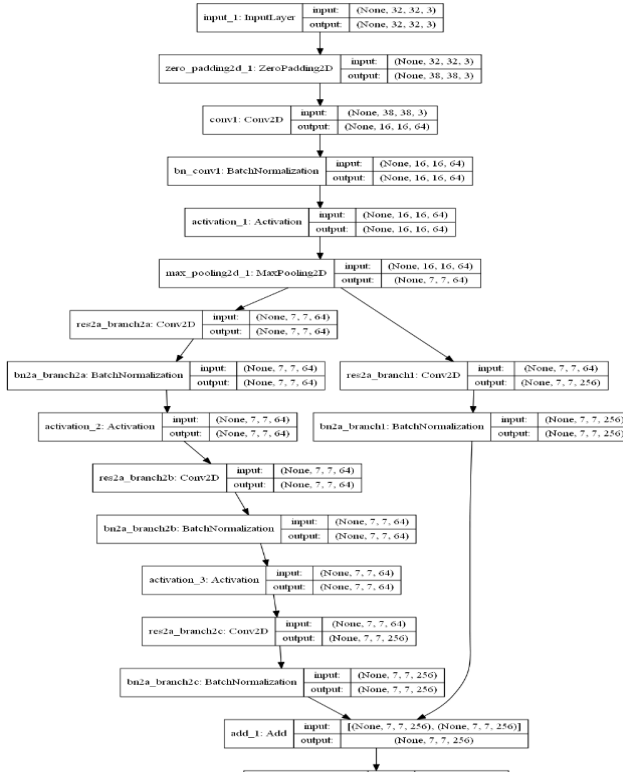 input_1: InputLayer input: (None, 32, 32, 3)
output: (None, 32, 32, 3)
zero_padding2d_1: ZeroPadding2D input: (None, 32, 32, 3)
output: (None, 38, 38, 3)
conv1: Conv2D input: (None, 38, 38, 3)
output: (None, 16, 16, 64)
bn_conv1: BatchNormalization input: (None, 16, 16, 64)
output: (None, 16, 16, 64)
activation_1: Activation input: (None, 16, 16, 64)
output: (None, 16, 16, 64)
max_pooling2d_1: MaxPooling2D input: (None, 16, 16, 64)
output: (None, 7, 7, 64)
res2a_branch2a: Conv2D input: (None, 7, 7, 64)
output: (None, 7, 7, 64)
bn2a_branch2a: BatchNormalization input: (None, 7, 7, 64)
output: (None, 7, 7, 64)
res2a_branch1: Conv2D input: (None, 7, 7, 64)
output: (None, 7, 7, 256)
activation_2: Activation input: (None, 7, 7, 64)
output: (None, 7, 7, 64)
bn2a_branch1: BatchNormalization input: (None, 7, 7, 256)
output: (None, 7, 7, 256)
res2a_branch2b: Conv2D input: (None, 7, 7, 64)
output: (None, 7, 7, 64)
bn2a_branch2b: BatchNormalization input: (None, 7, 7, 64)
output: (None, 7, 7, 64)
activation_3: Activation input: (None, 7, 7, 64)
output: (None, 7, 7, 64)
res2a_branch2c: Conv2D input: (None, 7, 7, 64)
output: (None, 7, 7, 256)
bn2a_branch2c: BatchNormalization input: (None, 7, 7, 256)
output: (None, 7, 7, 256)
add_1: Add input: [(None, 7, 7, 256), (None, 7, 7, 256)]
output: (None, 7, 7, 256)